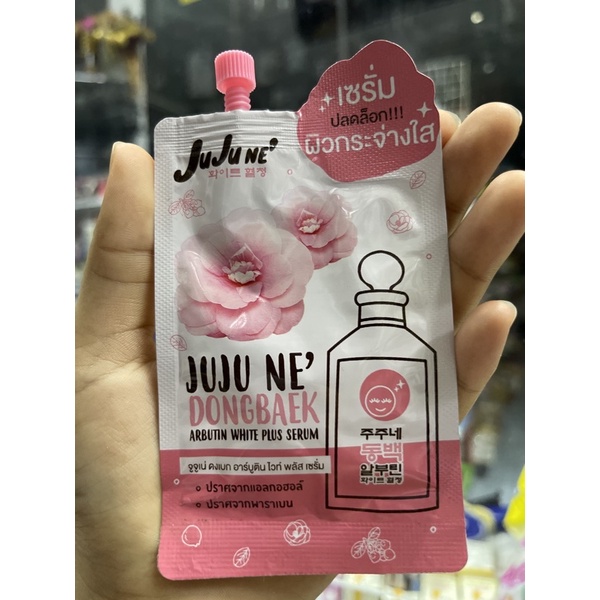 JUJU NE'
화이트 결정
เซรั่ม
ปลดล็อก!!!
ผิวกระจ่างใส
JUJU NE'
DONGBAEK
ARBUTIN WHITE PLUS SERUM
จูจูเน่ ดงเบก อาร์บูติน ไวท์ พลัส เซรั่ม
• ปราศจากแอลกอฮอล์
• ปราศจากพาราเบน
주주네
동백
알부틴
화이트 결정